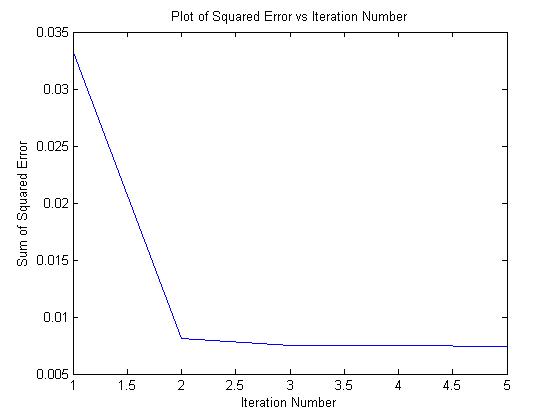 Plot of Squared Error vs Iteration Number
0.035
0.03
0.025
0.02
0.015
0.01
0.005
Sum of Squared Error
1 1.5 2 2.5 3 3.5 4 4.5 5
Iteration Number